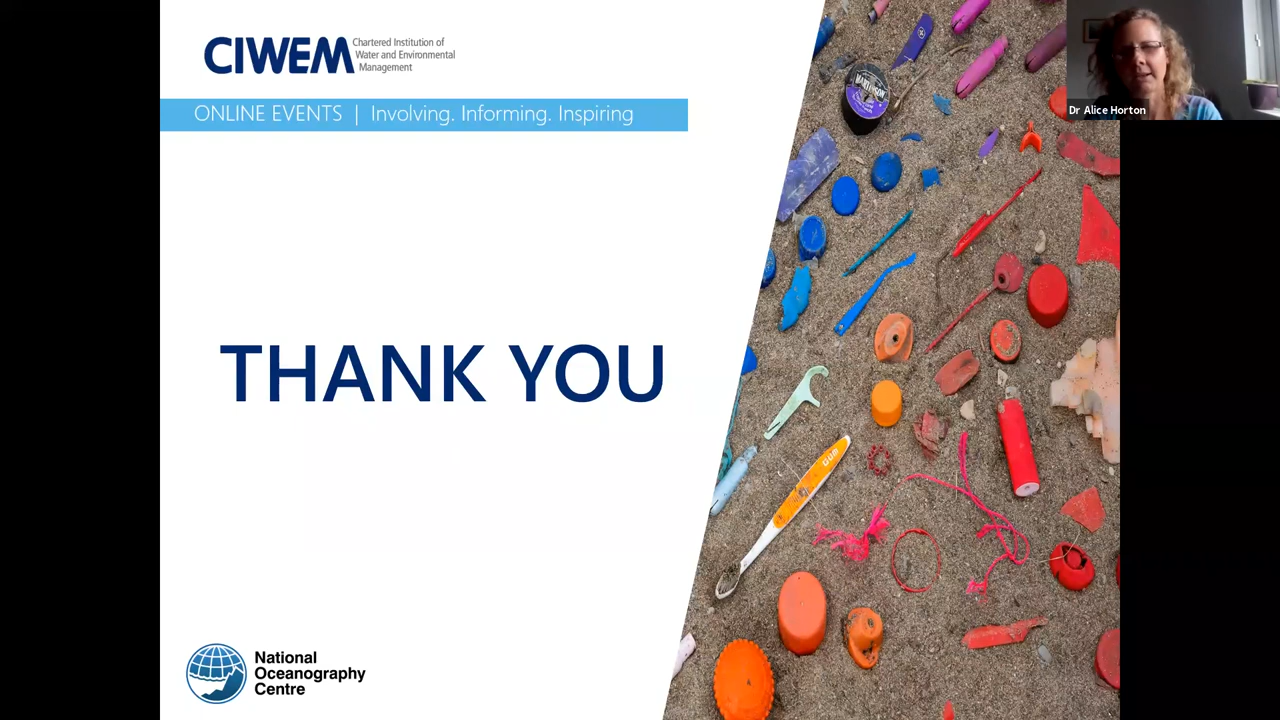 CIWEM
Chartered Institution of
Water and Environmental
Management
ONLINE EVENTS | Involving. Informing. Inspiring
Dr Alice Horton
THANK YOU
National
Oceanography
Centre